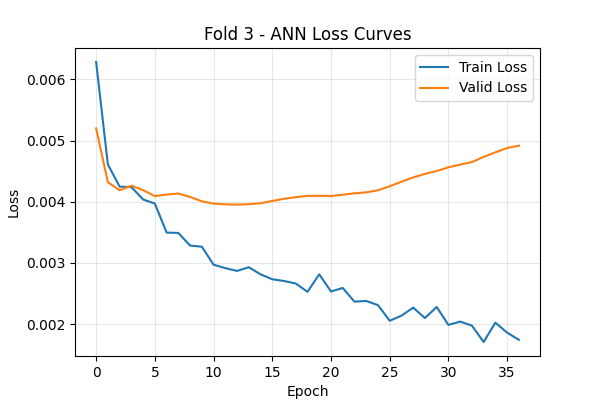 Fold 3 - ANN Loss Curves
Train Loss
Valid Loss
Loss
0.006
0.005
0.004
0.003
0.002
0 5 10 15 20 25 30 35
Epoch